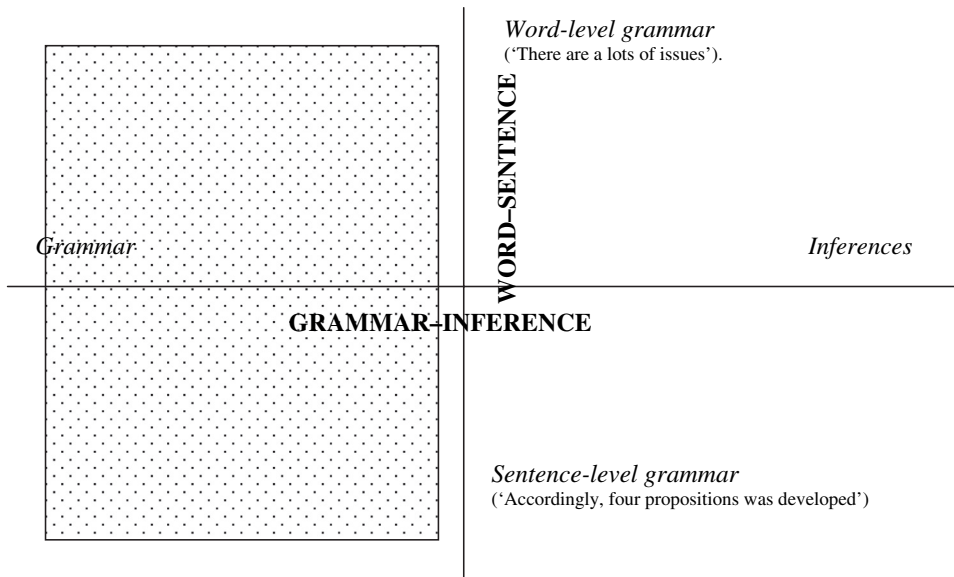 Word-level grammar
(‘There are a lots of issues’).
WORD–SENTENCE
Grammar
Inferences
GRAMMAR–INFERENCE
Sentence-level grammar
(‘Accordingly, four propositions was developed’)